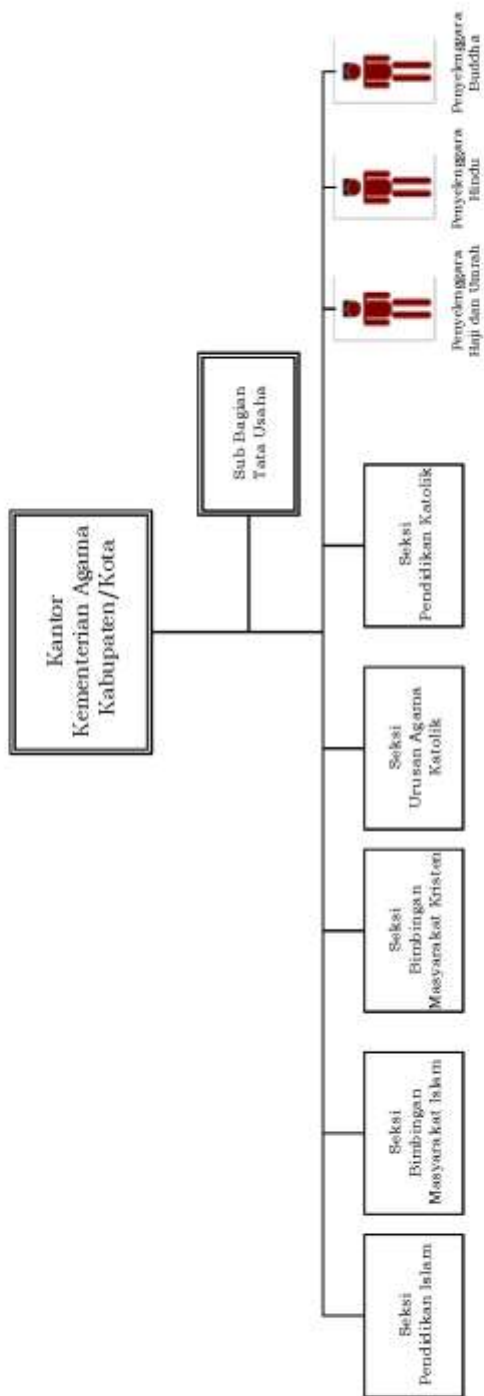 Kantor
Kementerian Agama
Kabupaten/Kota
Sub Bagian
Tata Usaha
Seksi
Pendidikan Islam
Seksi
Bimbingan
Masyarakat Islam
Seksi
Bimbingan
Masyarakat Kristen
Seksi
Urusan Agama
Katolik
Seksi
Pendidikan Katolik
Penyelenggara
Haji dan Umrah
Penyelenggara
Hindu
Penyelenggara
Buddha